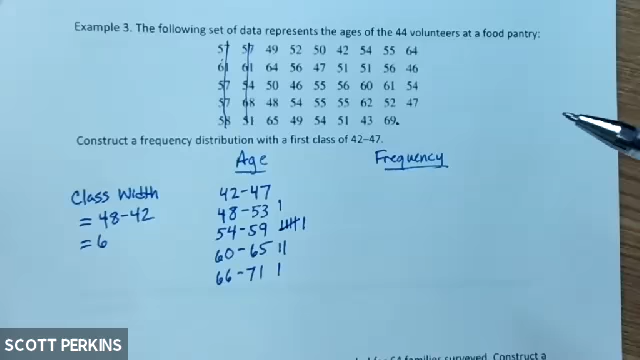 Example 3. The following set of data represents the ages of the 44 volunteers at a food pantry:
57 57 49 52 50 42 54 55 64
61 61 64 56 47 51 51 56 46
57 54 50 46 55 56 60 61 54
57 68 48 54 55 55 62 52 47
58 51 65 49 54 51 43 69.
Construct a frequency distribution with a first class of 42–47.
Age Frequency
Class Width
= 48-42
= 6
42-47
48-53
54-59
60-65
66-71
SCOTT PERKINS